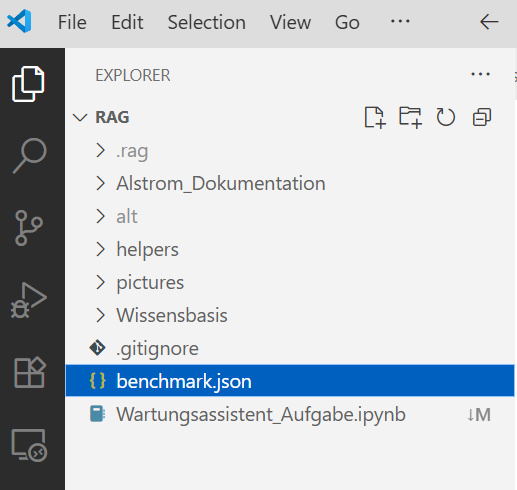 File Edit Selection View Go ...
EXPLORER ...
RAG
.rag
Alstrom_Dokumentation
alt
helpers
pictures
Wissensbasis
.gitignore
{ } benchmark.json
Wartungsassistent_Aufgabe.ipynb ↓M